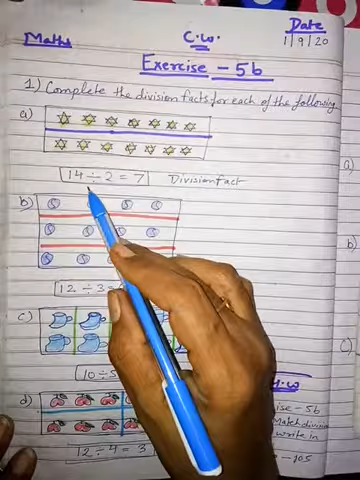 Maths
C.W.
Date
1/9/20
Exercise - 5b
1) Complete the division facts for each of the following
a)
14 ÷ 2 = 7 Division fact
b)
12 ÷ 3 =
c)
10 ÷ 5
H.W
d)
ise - 5b
Match division
write in
12 ÷ 4 = 3
- 105
a)
c)